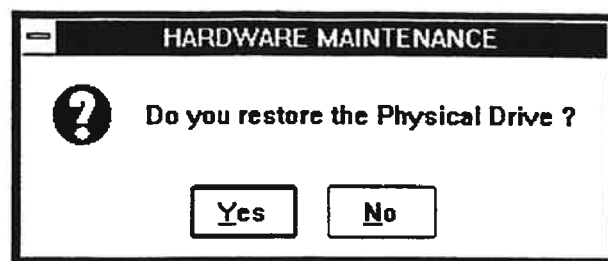 HARDWARE MAINTENANCE
Do you restore the Physical Drive ?
Yes No